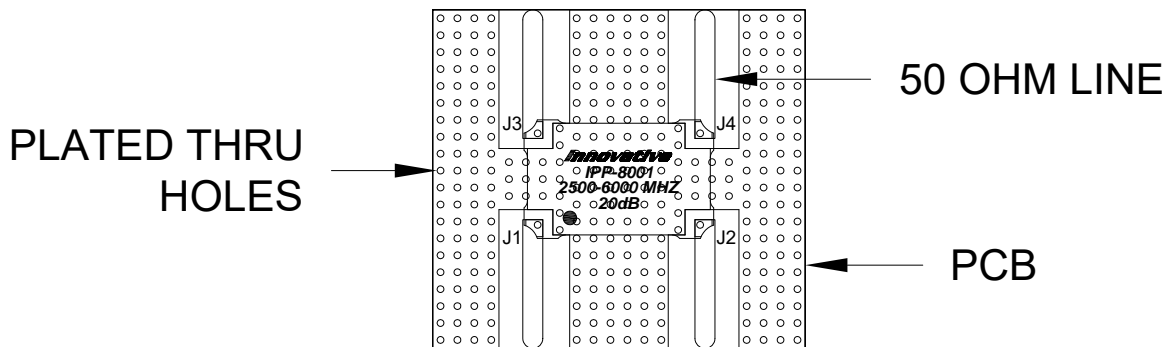 50 OHM LINE
J3
J4
PLATED THRU
HOLES
Innovative
IPP-8001
2500-6000 MHZ
20dB
J1
J2
PCB